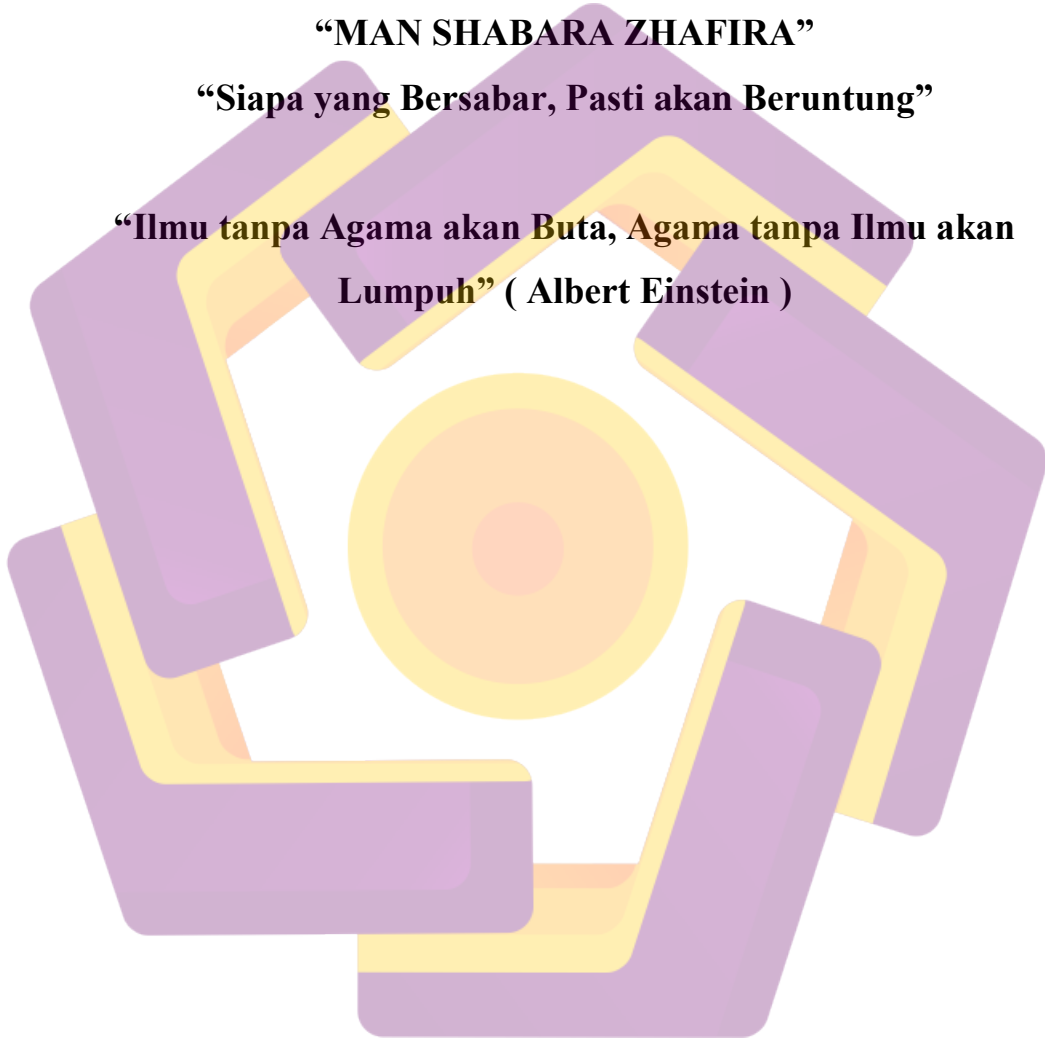 “MAN SHABARA ZHAFIRA”
“Siapa yang Bersabar, Pasti akan Beruntung”
“Ilmu tanpa Agama akan Buta, Agama tanpa Ilmu akan
Lumpuh” ( Albert Einstein )